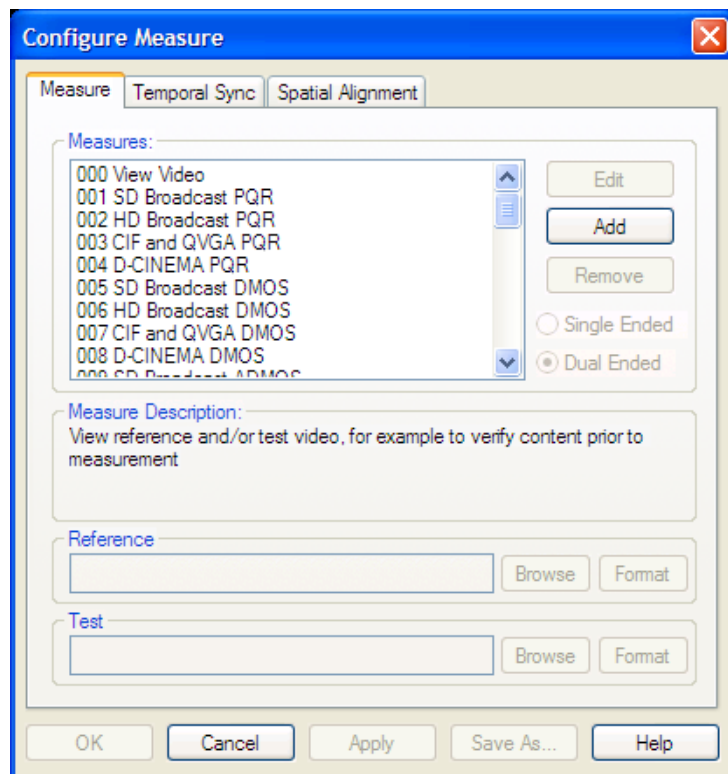 Configure Measure
Measure
Temporal Sync
Spatial Alignment
Measures:
000 View Video
001 SD Broadcast PQR
002 HD Broadcast PQR
003 CIF and QVGA PQR
004 D-CINEMA PQR
005 SD Broadcast DMOS
006 HD Broadcast DMOS
007 CIF and QVGA DMOS
008 D-CINEMA DMOS
009 SD Broadcast ADMOS
Edit
Add
Remove
Single Ended
Dual Ended
Measure Description:
View reference and/or test video, for example to verify content prior to
measurement
Reference
Browse
Format
Test
Browse
Format
OK
Cancel
Apply
Save As...
Help